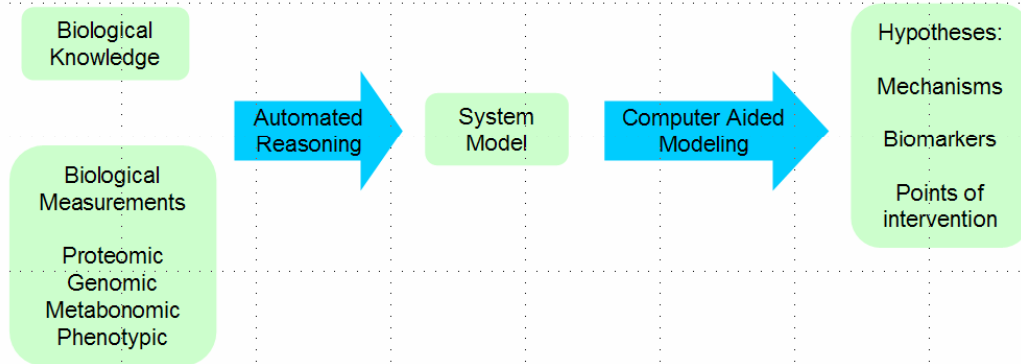 Biological
Knowledge
Biological
Measurements
Proteomic
Genomic
Metabonomic
Phenotypic
Automated
Reasoning
System
Model
Computer Aided
Modeling
Hypotheses:
Mechanisms
Biomarkers
Points of
intervention